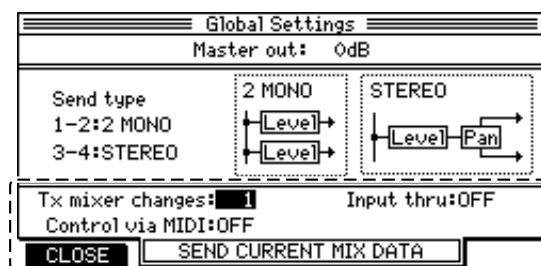 Global Settings
Master out: 0dB
Send type
1-2:2 MONO
3-4:STEREO
2 MONO
Level
Level
STEREO
Level Pan
Tx mixer changes: 1 Input thru:OFF
Control via MIDI:OFF
CLOSE SEND CURRENT MIX DATA